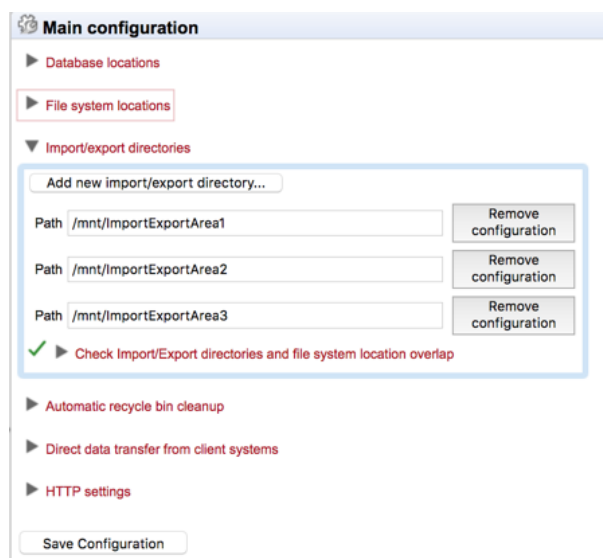 Main configuration
Database locations
File system locations
Import/export directories
Add new import/export directory...
Path /mnt/ImportExportArea1 Remove configuration
Path /mnt/ImportExportArea2 Remove configuration
Path /mnt/ImportExportArea3 Remove configuration
Check Import/Export directories and file system location overlap
Automatic recycle bin cleanup
Direct data transfer from client systems
HTTP settings
Save Configuration